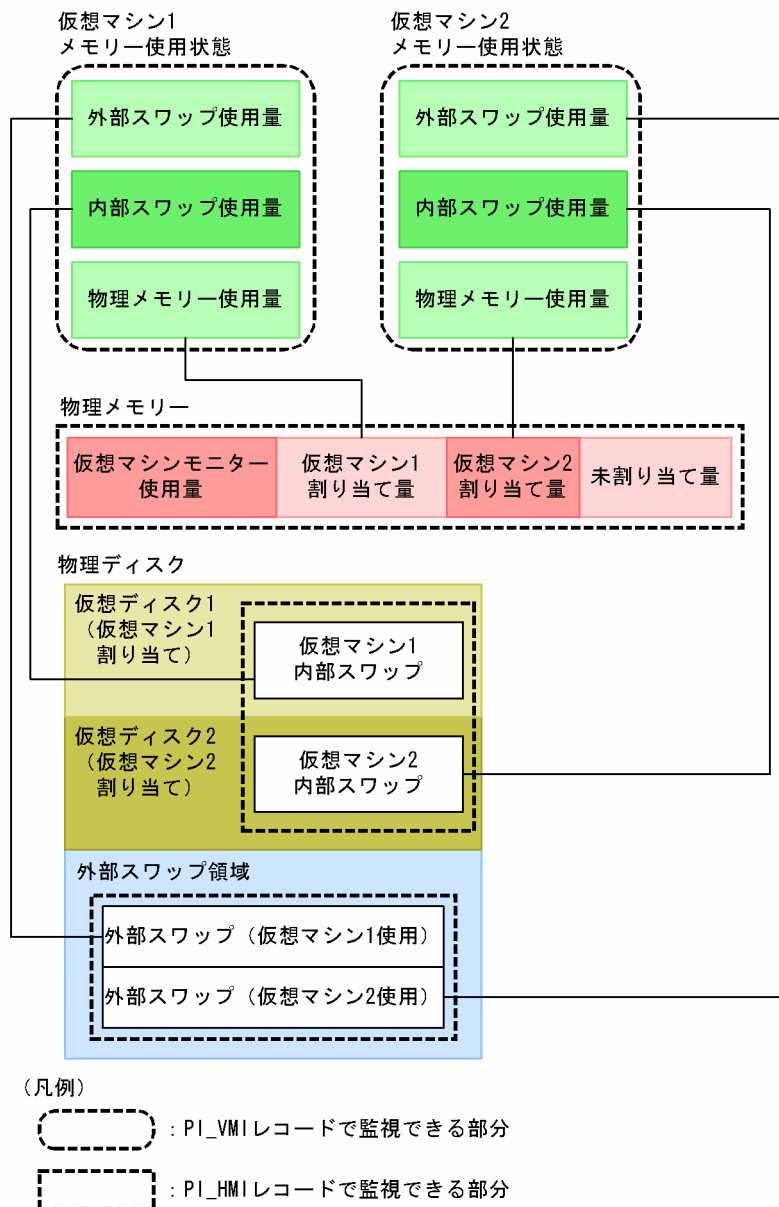 仮想マシン1
メモリー使用状態
仮想マシン2
メモリー使用状態
外部スワップ使用量
内部スワップ使用量
物理メモリー使用量
外部スワップ使用量
内部スワップ使用量
物理メモリー使用量
物理メモリー
仮想マシンモニター
使用量
仮想マシン1
割り当て量
仮想マシン2
割り当て量
未割り当て量
物理ディスク
仮想ディスク1
（仮想マシン1
割り当て）
仮想マシン1
内部スワップ
仮想ディスク2
（仮想マシン2
割り当て）
仮想マシン2
内部スワップ
外部スワップ領域
外部スワップ（仮想マシン1使用）
外部スワップ（仮想マシン2使用）
（凡例）
：PI_VMIレコードで監視できる部分
：PI_HMIレコードで監視できる部分